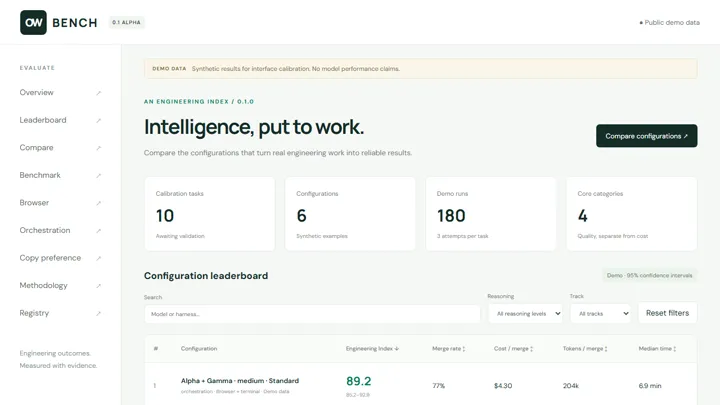 OW BENCH 0.1 ALPHA
Public demo data
EVALUATE
Overview
Leaderboard
Compare
Benchmark
Browser
Orchestration
Copy preference
Methodology
Registry
Engineering outcomes.
Measured with evidence.
DEMO DATA Synthetic results for interface calibration. No model performance claims.
AN ENGINEERING INDEX / 0.1.0
Intelligence, put to work.
Compare the configurations that turn real engineering work into reliable results.
Compare configurations ↗
Calibration tasks
10
Awaiting validation
Configurations
6
Synthetic examples
Demo runs
180
3 attempts per task
Core categories
4
Quality, separate from cost
Configuration leaderboard
Demo · 95% confidence intervals
Search
Model or harness...
Reasoning
All reasoning levels
Track
All tracks
Reset filters
# Configuration Engineering Index ↓ Merge rate ↕ Cost / merge ↕ Tokens / merge ↕ Median time ↕
1 Alpha + Gamma · medium · Standard 89.2 77% $4.30 204k 6.9 min
orchestration · Browser + terminal · Demo data